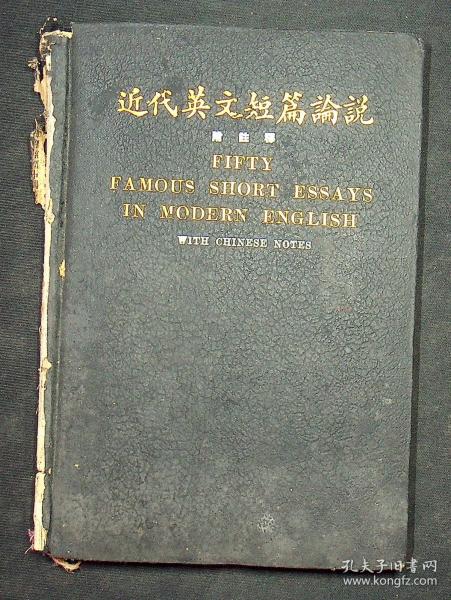 近代英文短篇論説
附註釋
FIFTY
FAMOUS SHORT ESSAYS
IN MODERN ENGLISH
WITH CHINESE NOTES
孔夫子旧书网
www.kongfz.com